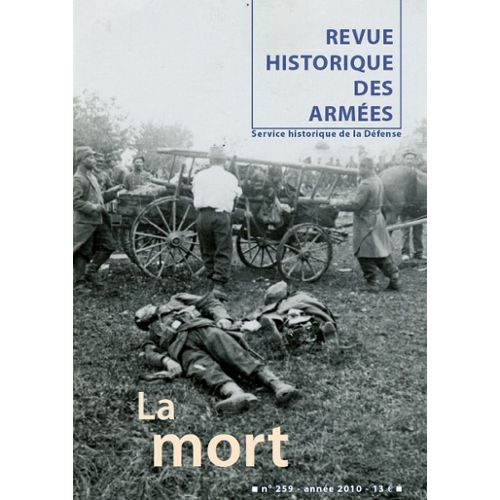 REVUE
HISTORIQUE
DES
ARMÉES
Service historique de la Défense
La
mort
■ n° 259 - année 2010 - 13 € ■